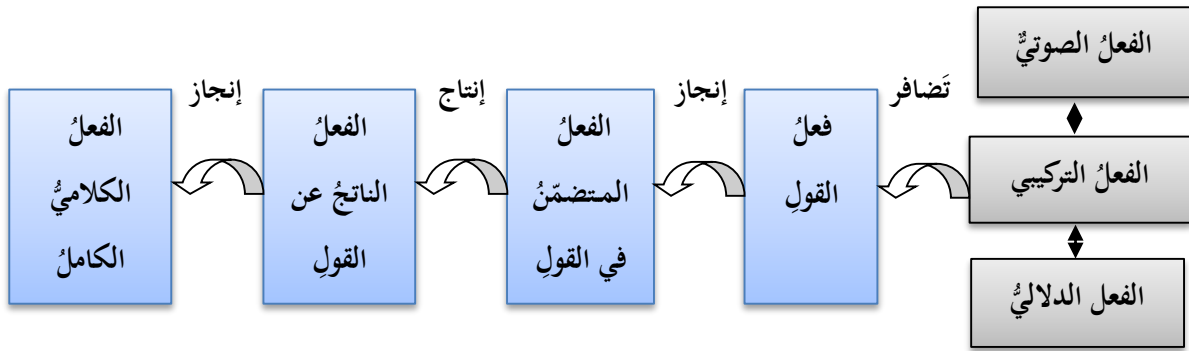 الفعلُ الصوتيٌّ
تَضافر
إنجاز
إنتاج
إنجاز
الفعلُ التركيبي
الفعل الدلاليُّ
فعلُ
القولِ
الفعلُ
المتضمّنُ
في القولِ
الفعلُ
الناتجُ عن
القولِ
الفعلُ
الكلاميُّ
الكاملُ